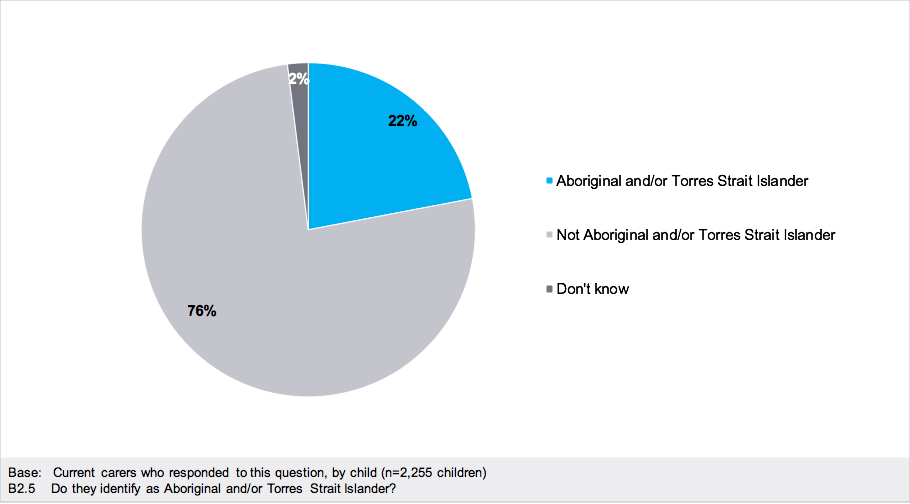 2%
22%
76%
Aboriginal and/or Torres Strait Islander
Not Aboriginal and/or Torres Strait Islander
Don't know
Base: Current carers who responded to this question, by child (n=2,255 children)
B2.5 Do they identify as Aboriginal and/or Torres Strait Islander?